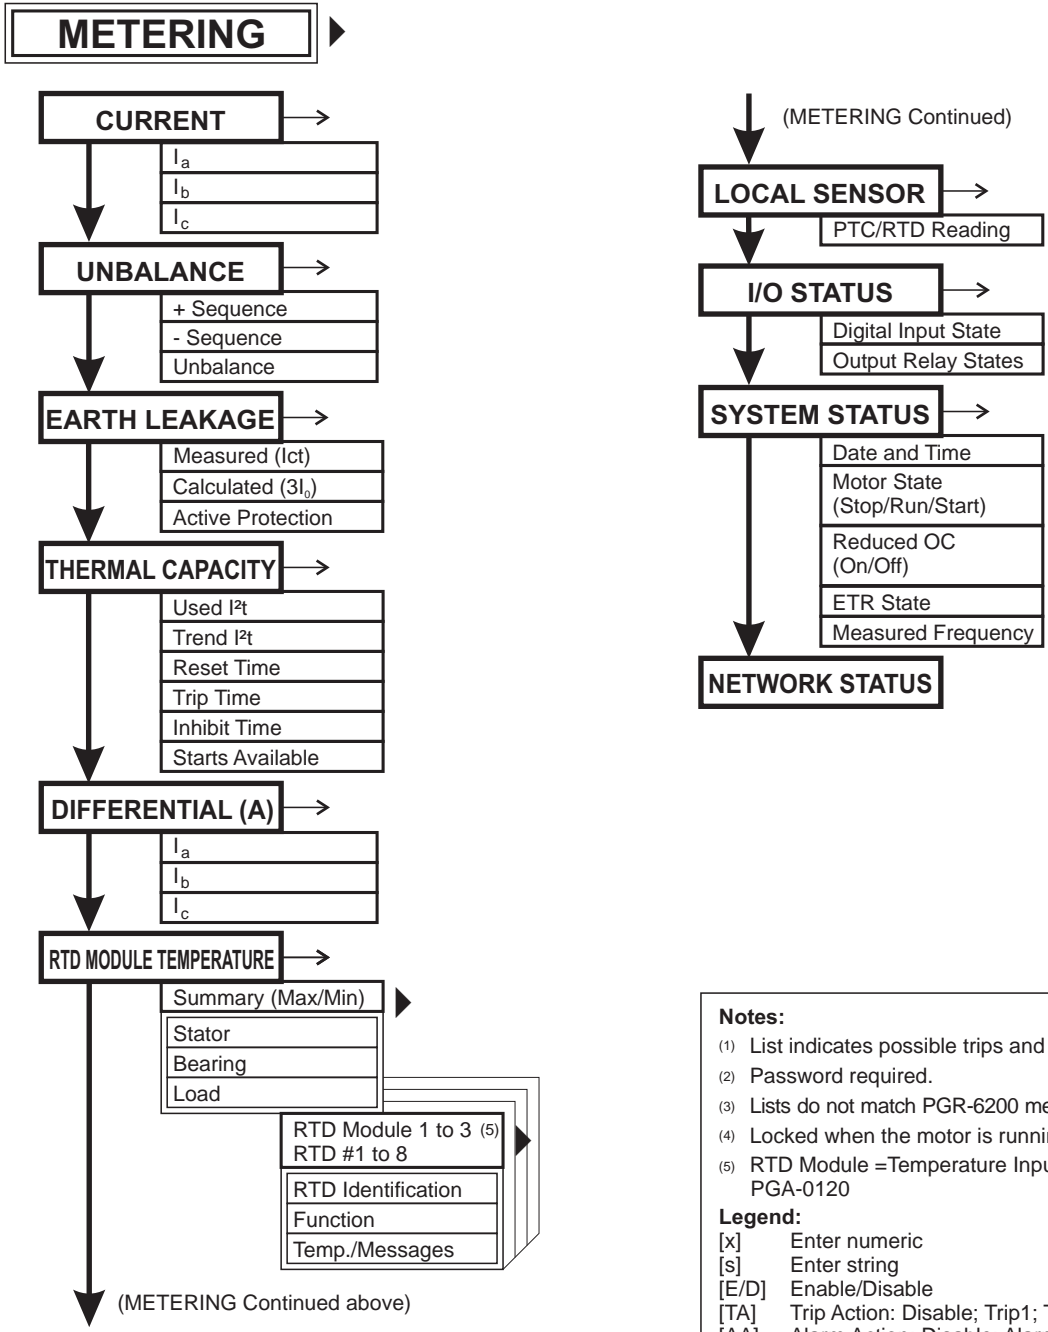 METERING
CURRENT
Ia
Ib
Ic
UNBALANCE
+ Sequence
- Sequence
Unbalance
EARTH LEAKAGE
Measured (Ict)
Calculated (3I₀)
Active Protection
THERMAL CAPACITY
Used I²t
Trend I²t
Reset Time
Trip Time
Inhibit Time
Starts Available
DIFFERENTIAL (A)
Ia
Ib
Ic
RTD MODULE TEMPERATURE
Summary (Max/Min)
Stator
Bearing
Load
RTD Module 1 to 3 (5)
RTD #1 to 8
RTD Identification
Function
Temp./Messages
(METERING Continued above)
(METERING Continued)
LOCAL SENSOR
PTC/RTD Reading
I/O STATUS
Digital Input State
Output Relay States
SYSTEM STATUS
Date and Time
Motor State
(Stop/Run/Start)
Reduced OC
(On/Off)
ETR State
Measured Frequency
NETWORK STATUS
Notes:
(1) List indicates possible trips and
(2) Password required.
(3) Lists do not match PGR-6200
(4) Locked when the motor is
(5) RTD Module =Temperature
PGA-0120
Legend:
[x] Enter numeric
[s] Enter string
[E/D] Enable/Disable
[TA] Trip Action: Disable; Trip1;